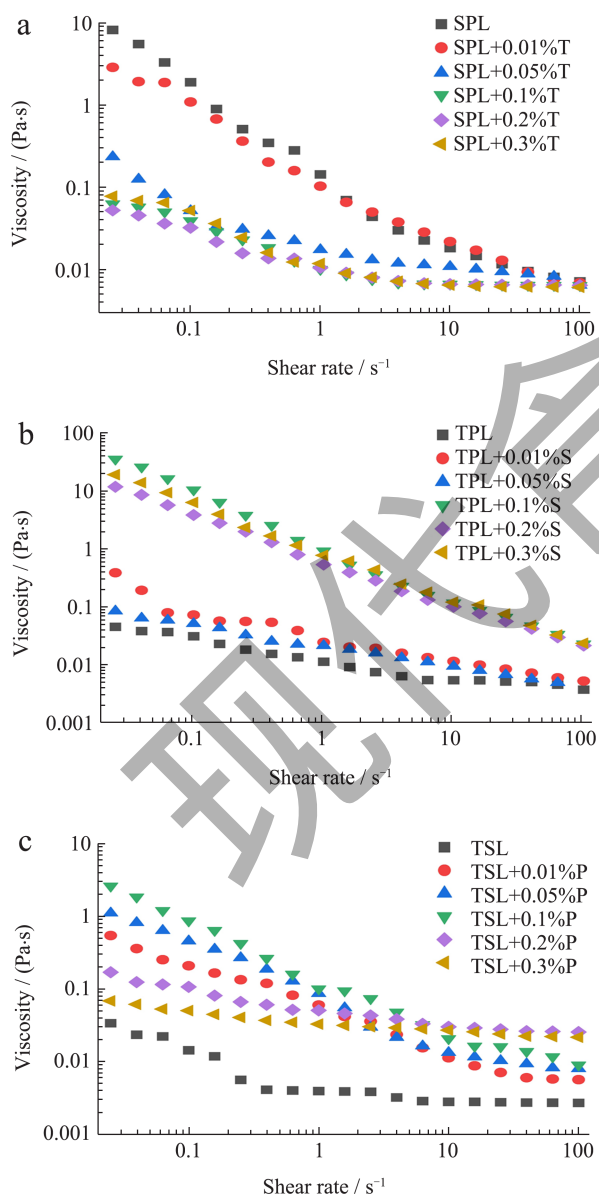 a
10
1
0.1
0.01
Viscosity / (Pa·s)
SPL
SPL+0.01%T
SPL+0.05%T
SPL+0.1%T
SPL+0.2%T
SPL+0.3%T
0.1 1 10 100
Shear rate / s⁻¹
b
100
10
1
0.1
0.01
0.001
Viscosity / (Pa·s)
TPL
TPL+0.01%S
TPL+0.05%S
TPL+0.1%S
TPL+0.2%S
TPL+0.3%S
0.1 1 10 100
Shear rate / s⁻¹
c
10
1
0.1
0.01
0.001
Viscosity / (Pa·s)
TSL
TSL+0.01%P
TSL+0.05%P
TSL+0.1%P
TSL+0.2%P
TSL+0.3%P
0.1 1 10 100
Shear rate / s⁻¹
现代食